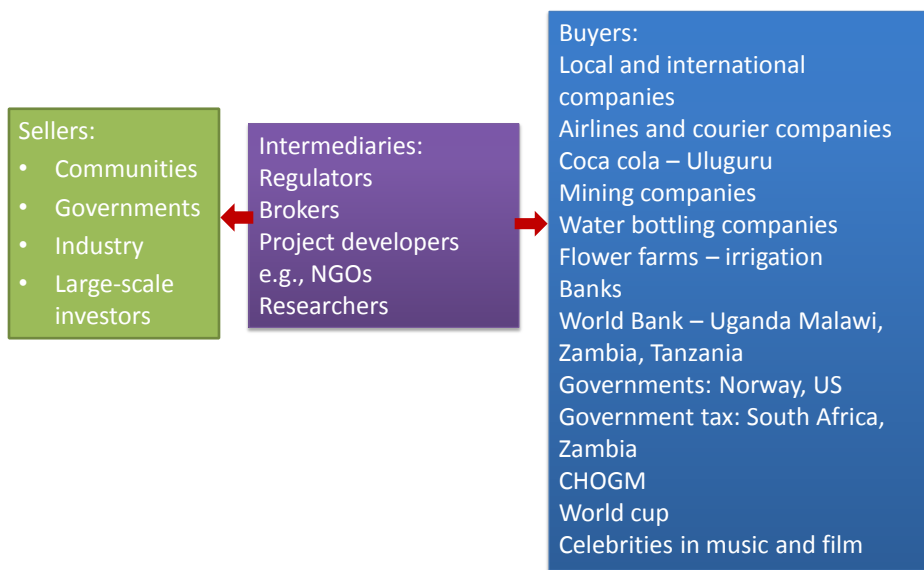 Sellers:
• Communities
• Governments
• Industry
• Large-scale
investors
Intermediaries:
Regulators
Brokers
Project developers
e.g., NGOs
Researchers
Buyers:
Local and international
companies
Airlines and courier companies
Coca cola – Uluguru
Mining companies
Water bottling companies
Flower farms – irrigation
Banks
World Bank – Uganda Malawi,
Zambia, Tanzania
Governments: Norway, US
Government tax: South Africa,
Zambia
CHOGM
World cup
Celebrities in music and film